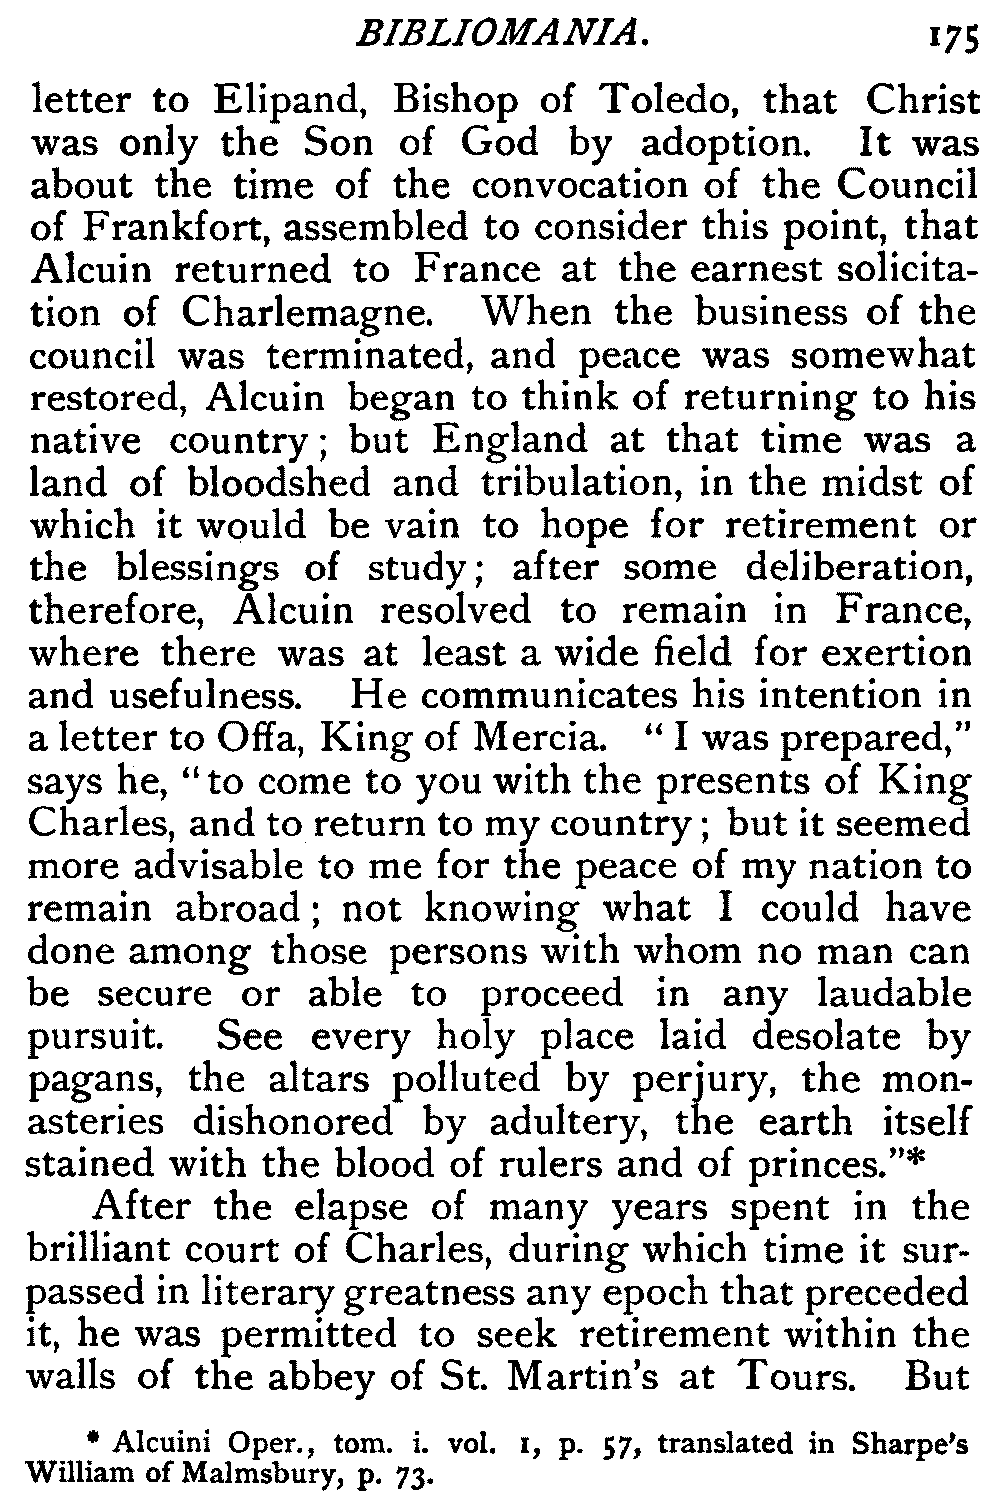 BIBLIOMANIA. 175
letter to Elipand, Bishop of Toledo, that Christ
was only the Son of God by adoption. It was
about the time of the convocation of the Council
of Frankfort, assembled to consider this point, that
Alcuin returned to France at the earnest solicita-
tion of Charlemagne. When the business of the
council was terminated, and peace was somewhat
restored, Alcuin began to think of returning to his
native country; but England at that time was a
land of bloodshed and tribulation, in the midst of
which it would be vain to hope for retirement or
the blessings of study; after some deliberation,
therefore, Alcuin resolved to remain in France,
where there was at least a wide field for exertion
and usefulness. He communicates his intention in
a letter to Offa, King of Mercia. "I was prepared,"
says he, "to come to you with the presents of King
Charles, and to return to my country; but it seemed
more advisable to me for the peace of my nation to
remain abroad; not knowing what I could have
done among those persons with whom no man can
be secure or able to proceed in any laudable
pursuit. See every holy place laid desolate by
pagans, the altars polluted by perjury, the mon-
asteries dishonored by adultery, the earth itself
stained with the blood of rulers and of princes."*
After the elapse of many years spent in the
brilliant court of Charles, during which time it sur-
passed in literary greatness any epoch that preceded
it, he was permitted to seek retirement within the
walls of the abbey of St. Martin's at Tours. But
* Alcuini Oper., tom. i. vol. 1, p. 57, translated in Sharpe's
William of Malmsbury, p. 73.